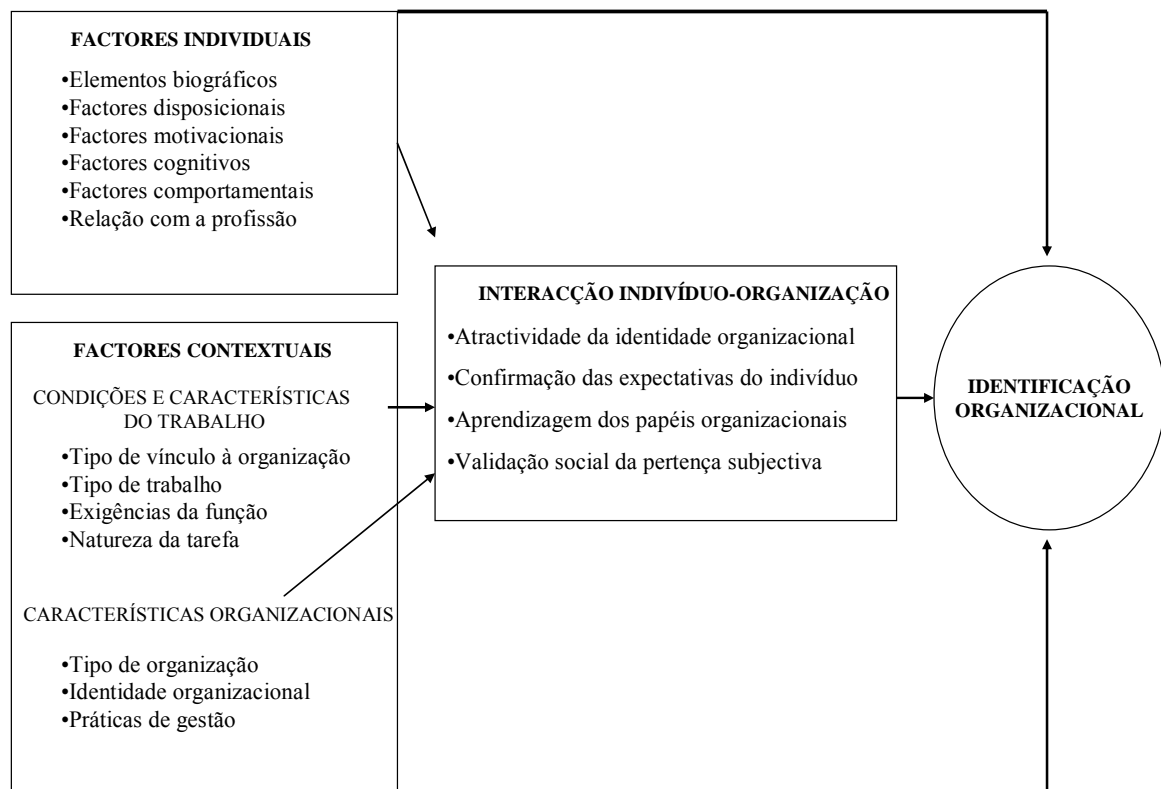 FACTORES INDIVIDUAIS
•Elementos biográficos
•Factores disposicionais
•Factores motivacionais
•Factores cognitivos
•Factores comportamentais
•Relação com a profissão
FACTORES CONTEXTUAIS
CONDIÇÕES E CARACTERÍSTICAS
DO TRABALHO
•Tipo de vínculo à organização
•Tipo de trabalho
•Exigências da função
•Natureza da tarefa
CARACTERÍSTICAS ORGANIZACIONAIS
•Tipo de organização
•Identidade organizacional
•Práticas de gestão
INTERACÇÃO INDIVÍDUO-ORGANIZAÇÃO
•Atractividade da identidade organizacional
•Confirmação das expectativas do indivíduo
•Aprendizagem dos papéis organizacionais
•Validação social da pertença subjectiva
IDENTIFICAÇÃO
ORGANIZACIONAL